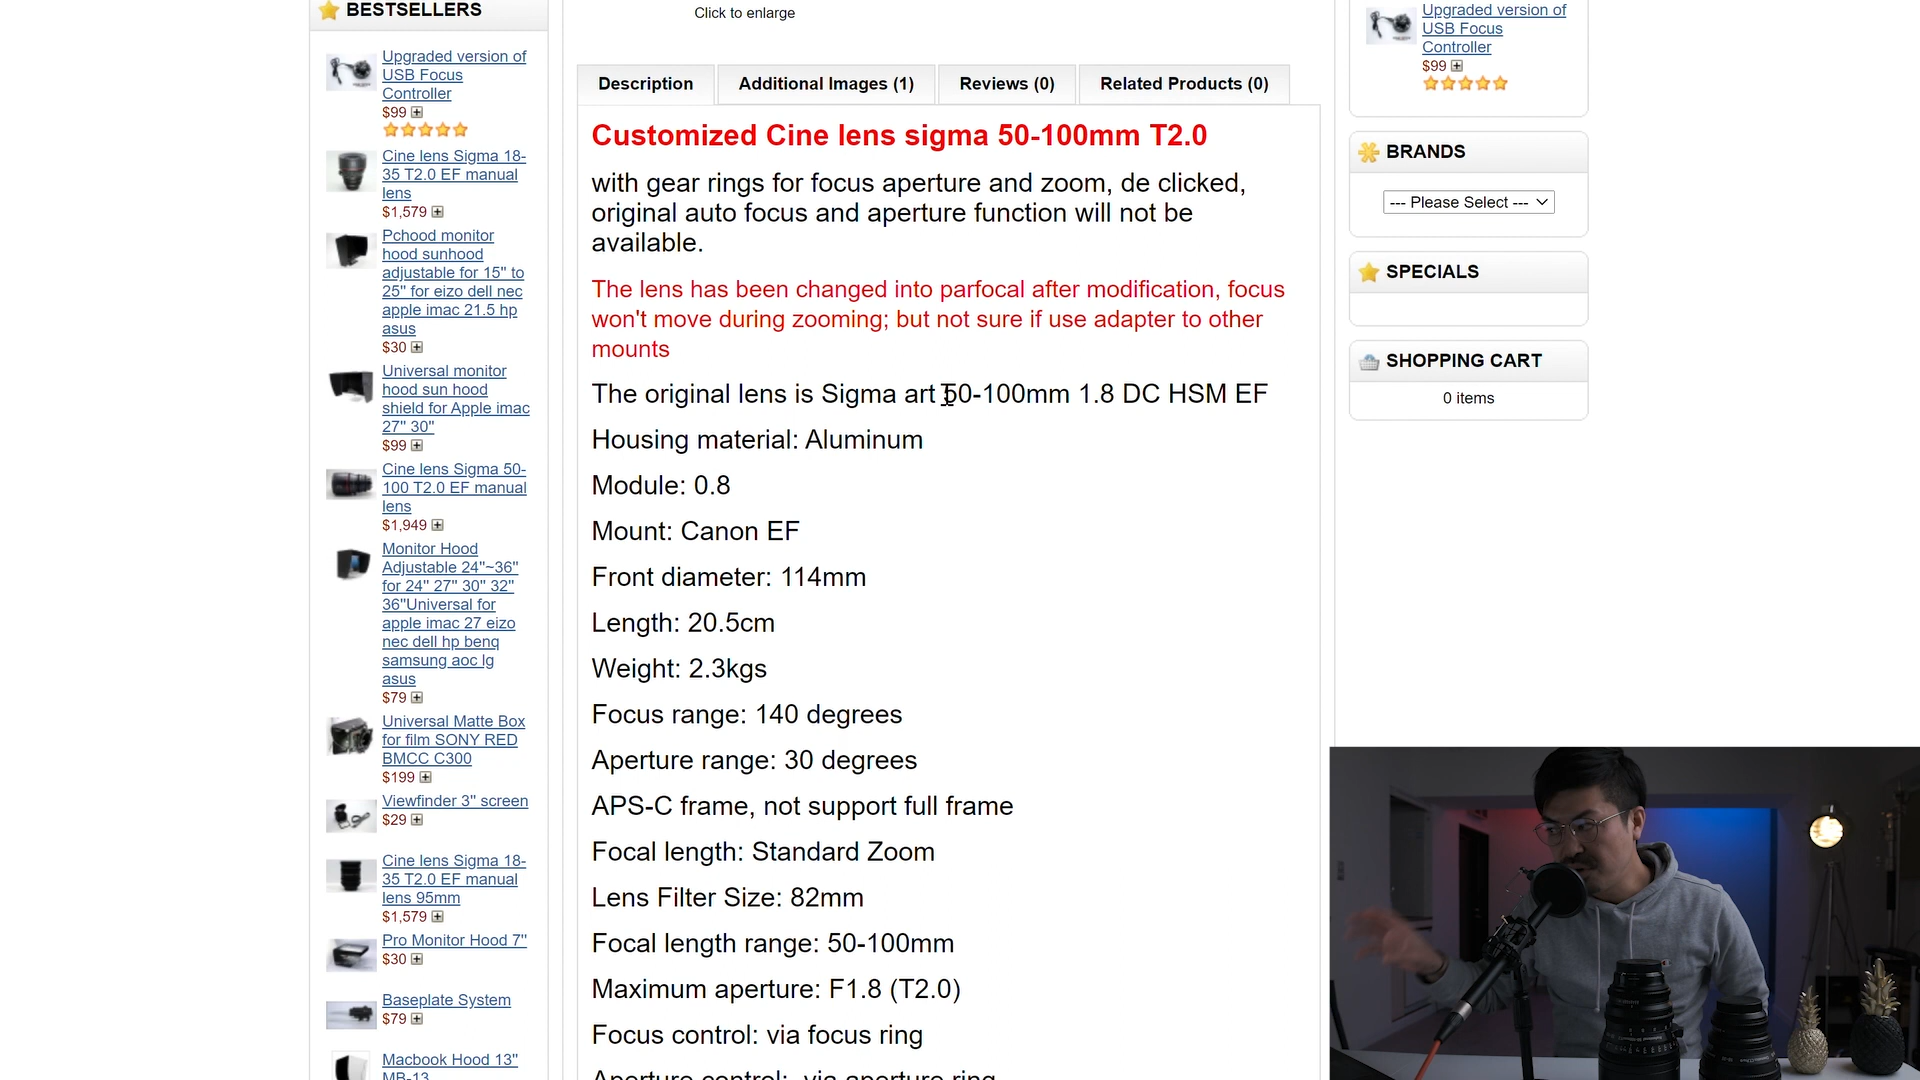 BESTSELLERS
Upgraded version of
USB Focus
Controller
$99
Cine lens Sigma 18-
35 T2.0 EF manual
lens
$1,579
Pchood monitor
hood sunhood
adjustable for 15" to
25" for eizo dell nec
apple imac 21.5 hp
asus
$30
Universal monitor
hood sun hood
shield for Apple imac
27" 30"
$99
Cine lens Sigma 50-
100 T2.0 EF manual
lens
$1,949
Monitor Hood
Adjustable 24"~36"
for 24" 27" 30" 32"
36"Universal for
apple imac 27 eizo
nec dell hp benq
samsung aoc lg
asus
$79
Universal Matte Box
for film SONY RED
BMCC C300
$199
Viewfinder 3" screen
$29
Cine lens Sigma 18-
35 T2.0 EF manual
lens 95mm
$1,579
Pro Monitor Hood 7"
$30
Baseplate System
$79
Macbook Hood 13"
MB-13
Click to enlarge
Description
Additional Images (1)
Reviews (0)
Related Products (0)
Customized Cine lens sigma 50-100mm T2.0
with gear rings for focus aperture and zoom, de clicked,
original auto focus and aperture function will not be
available.
The lens has been changed into parfocal after modification, focus
won't move during zooming; but not sure if use adapter to other
mounts
The original lens is Sigma art 50-100mm 1.8 DC HSM EF
Housing material: Aluminum
Module: 0.8
Mount: Canon EF
Front diameter: 114mm
Length: 20.5cm
Weight: 2.3kgs
Focus range: 140 degrees
Aperture range: 30 degrees
APS-C frame, not support full frame
Focal length: Standard Zoom
Lens Filter Size: 82mm
Focal length range: 50-100mm
Maximum aperture: F1.8 (T2.0)
Focus control: via focus ring
Aperture control: via aperture ring
Upgraded version of
USB Focus
Controller
$99
BRANDS
--- Please Select ---
SPECIALS
SHOPPING CART
0 items